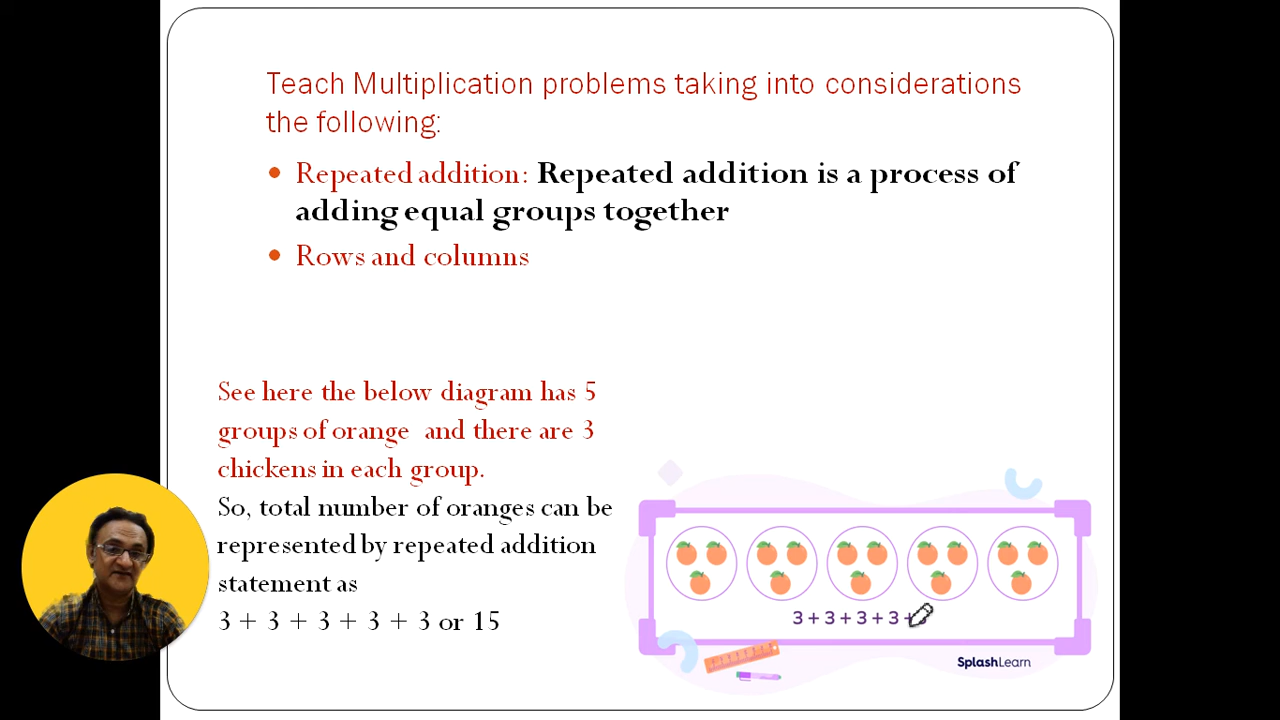 Teach Multiplication problems taking into considerations
the following:
• Repeated addition: Repeated addition is a process of
adding equal groups together
• Rows and columns
See here the below diagram has 5
groups of orange and there are 3
chickens in each group.
So, total number of oranges can be
represented by repeated addition
statement as
3 + 3 + 3 + 3 + 3 or 15
3 + 3 + 3 + 3 +
SplashLearn